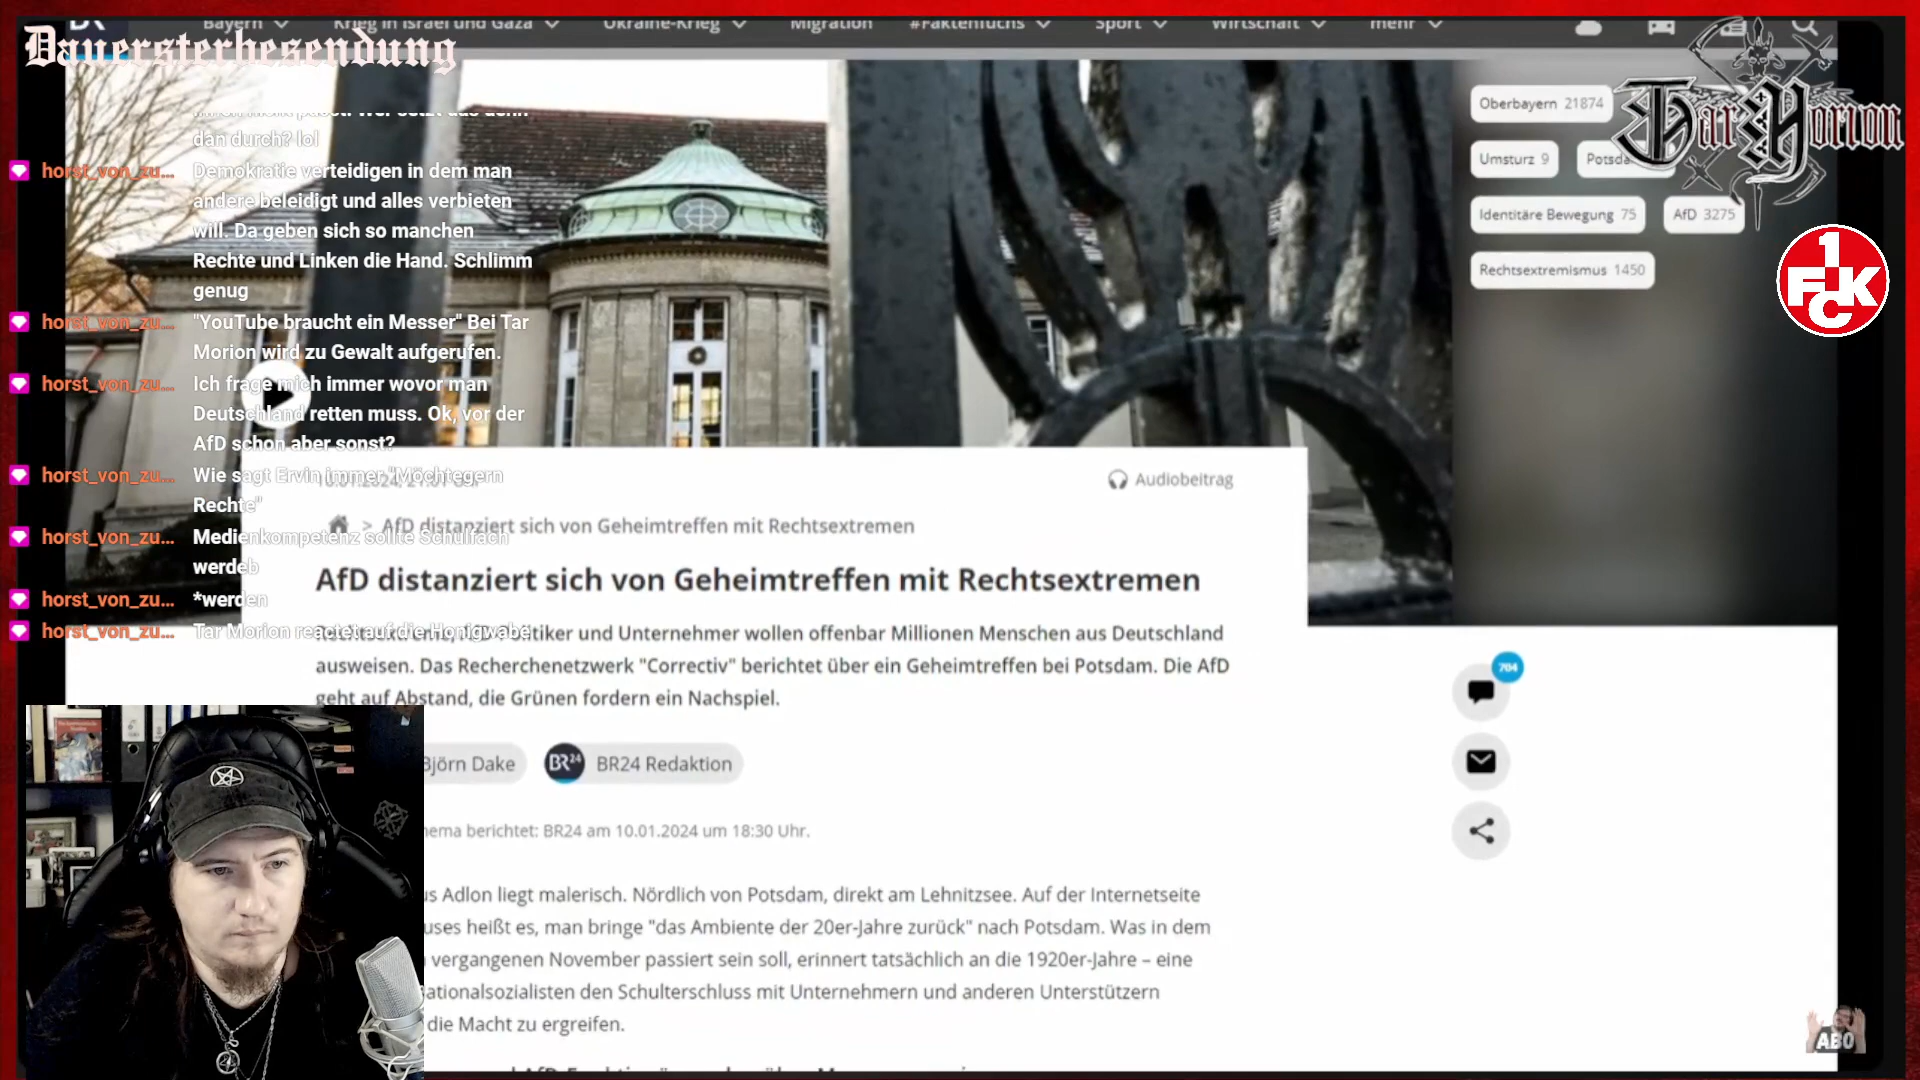 Bayern
Krieg in Israel und Gaza
Ukraine-Krieg
Migration
#Faktenfuchs
Sport
Wirtschaft
mehr
Dauersterbesendung
Tar Morion
Oberbayern 21874
Umsturz 9
Identitäre Bewegung 75
AfD 3275
Rechtsextremismus 1450
1 FCK
dan durch? lol
horst_von_zu... Demokratie verteidigen in dem man
andere beleidigt und alles verbieten
will. Da geben sich so manchen
Rechte und Linken die Hand. Schlimm
genug
horst_von_zu... "YouTube braucht ein Messer" Bei Tar
Morion wird zu Gewalt aufgerufen.
horst_von_zu... Ich frage mich immer wovor man
Deutschland retten muss. Ok, vor der
AfD schon aber sonst?
horst_von_zu... Wie sagt Ervin immer "Möchtegern
Rechte"
horst_von_zu... Medienkompetenz sollte Schulfach
werdeb
horst_von_zu... *werden
horst_von_zu... Tar Morion reactet auf die Honigwabe
Audiobeitrag
> AfD distanziert sich von Geheimtreffen mit Rechtsextremen
AfD distanziert sich von Geheimtreffen mit Rechtsextremen
und Unternehmer wollen offenbar Millionen Menschen aus Deutschland
ausweisen. Das Recherchenetzwerk "Correctiv" berichtet über ein Geheimtreffen bei Potsdam. Die AfD
geht auf Abstand, die Grünen fordern ein Nachspiel.
704
Björn Dake
BR24
BR24 Redaktion
berichtet: BR24 am 10.01.2024 um 18:30 Uhr.
Adlon liegt malerisch. Nördlich von Potsdam, direkt am Lehnitzsee. Auf der Internetseite
heißt es, man bringe "das Ambiente der 20er-Jahre zurück" nach Potsdam. Was in dem
vergangenen November passiert sein soll, erinnert tatsächlich an die 1920er-Jahre – eine
den Schulterschluss mit Unternehmern und anderen Unterstützern
die Macht zu ergreifen.
ABO